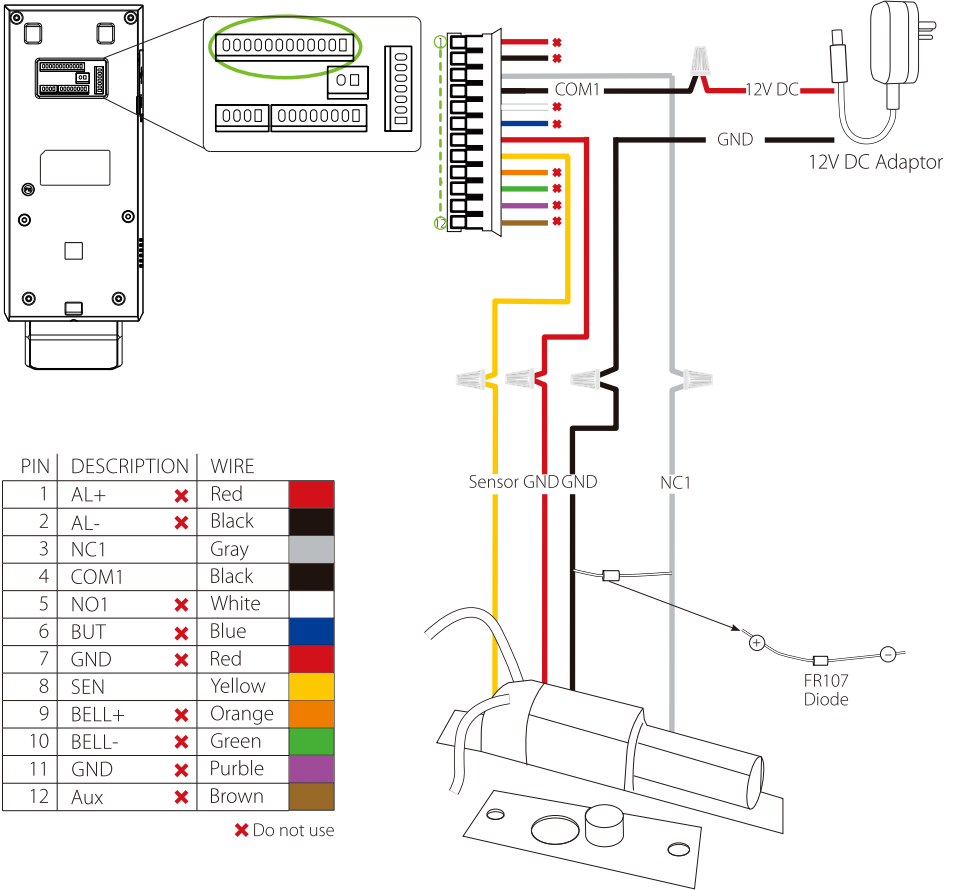 1
COM1
12V DC
GND
12V DC Adaptor
12
Sensor GND GND NC1
FR107
Diode
+
−
PIN DESCRIPTION WIRE
1 AL+ ✖ Red
2 AL- ✖ Black
3 NC1 Gray
4 COM1 Black
5 NO1 ✖ White
6 BUT ✖ Blue
7 GND ✖ Red
8 SEN Yellow
9 BELL+ ✖ Orange
10 BELL- ✖ Green
11 GND ✖ Purble
12 Aux ✖ Brown
✖ Do not use